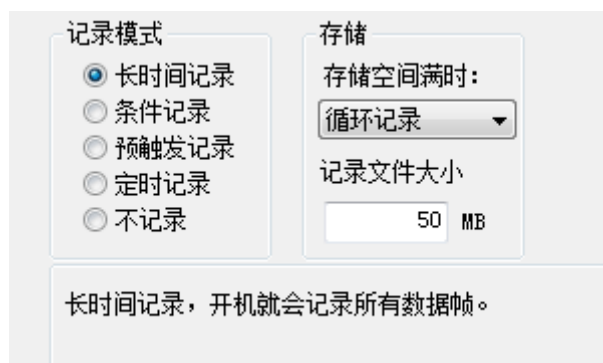 记录模式
长时间记录
条件记录
预触发记录
定时记录
不记录
存储
存储空间满时：
循环记录
记录文件大小
50 MB
长时间记录，开机就会记录所有数据帧。